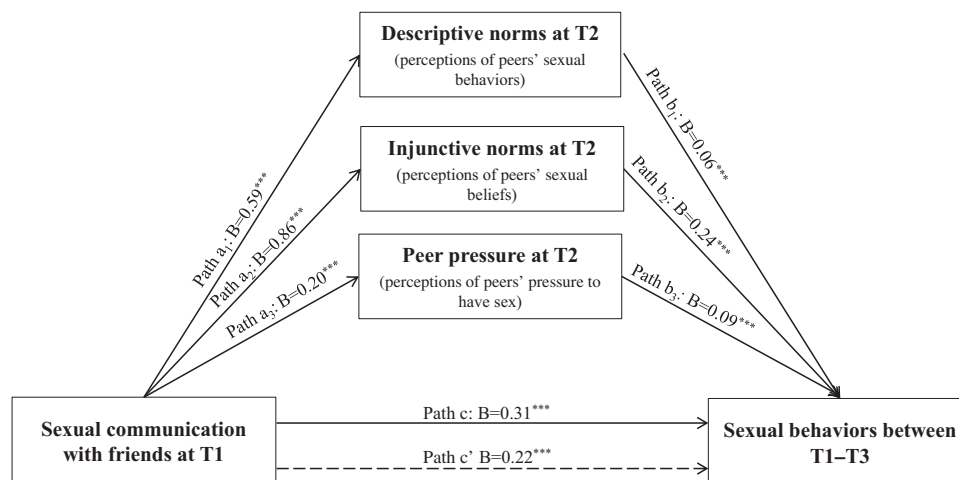 Descriptive norms at T2
(perceptions of peers' sexual
behaviors)
Injunctive norms at T2
(perceptions of peers' sexual
beliefs)
Peer pressure at T2
(perceptions of peers' pressure to
have sex)
Path a₁: B=0.59***
Path a₂: B=0.86***
Path a₃: B=0.20***
Path b₁: B=0.06***
Path b₂: B=0.24***
Path b₃: B=0.09***
Sexual communication
with friends at T1
Path c: B=0.31***
Path c' B=0.22***
Sexual behaviors between
T1–T3